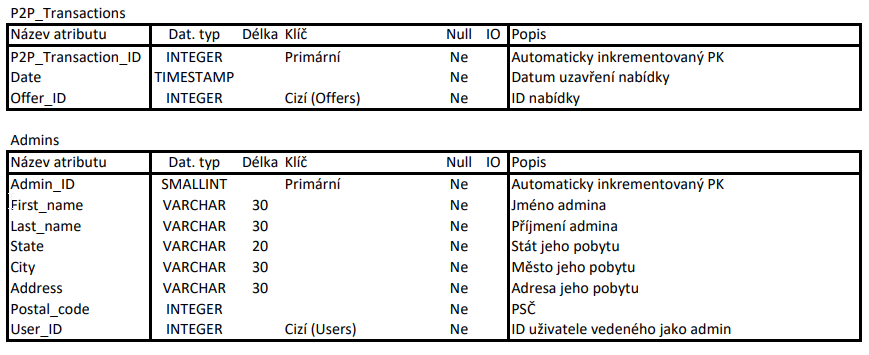 P2P_Transactions
Název atributu Dat. typ Délka Klíč Null IO Popis
P2P_Transaction_ID INTEGER Primární Ne Automaticky inkrementovaný PK
Date TIMESTAMP Ne Datum uzavření nabídky
Offer_ID INTEGER Cizí (Offers) Ne ID nabídky
Admins
Název atributu Dat. typ Délka Klíč Null IO Popis
Admin_ID SMALLINT Primární Ne Automaticky inkrementovaný PK
First_name VARCHAR 30 Ne Jméno admina
Last_name VARCHAR 30 Ne Příjmení admina
State VARCHAR 20 Ne Stát jeho pobytu
City VARCHAR 30 Ne Město jeho pobytu
Address VARCHAR 30 Ne Adresa jeho pobytu
Postal_code INTEGER Ne PSČ
User_ID INTEGER Cizí (Users) Ne ID uživatele vedeného jako admin